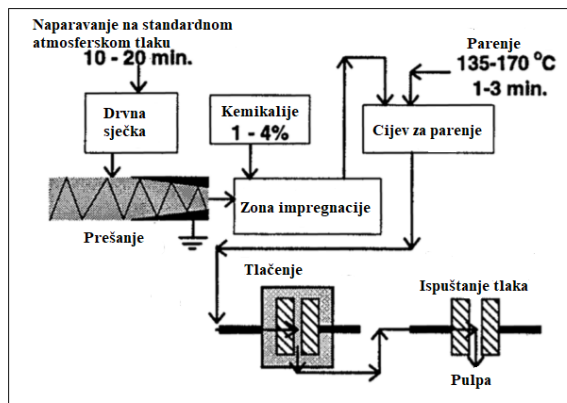 Naparavanje na standardnom
atmosferskom tlaku
10 - 20 min.
Parenje
135-170 °C
1-3 min.
Drvna
sječka
Kemikalije
1 - 4%
Cijev za parenje
Zona impregnacije
Prešanje
Tlačenje
Ispuštanje tlaka
Pulpa